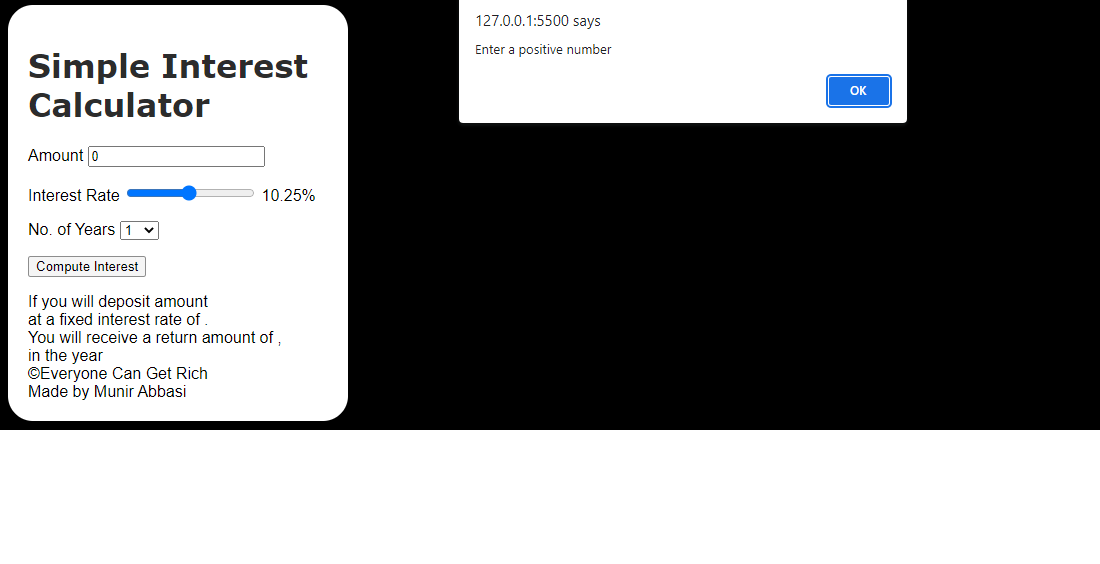 Simple Interest
Calculator
Amount 0
Interest Rate 10.25%
No. of Years 1
Compute Interest
If you will deposit amount
at a fixed interest rate of .
You will receive a return amount of ,
in the year
©Everyone Can Get Rich
Made by Munir Abbasi
127.0.0.1:5500 says
Enter a positive number
OK